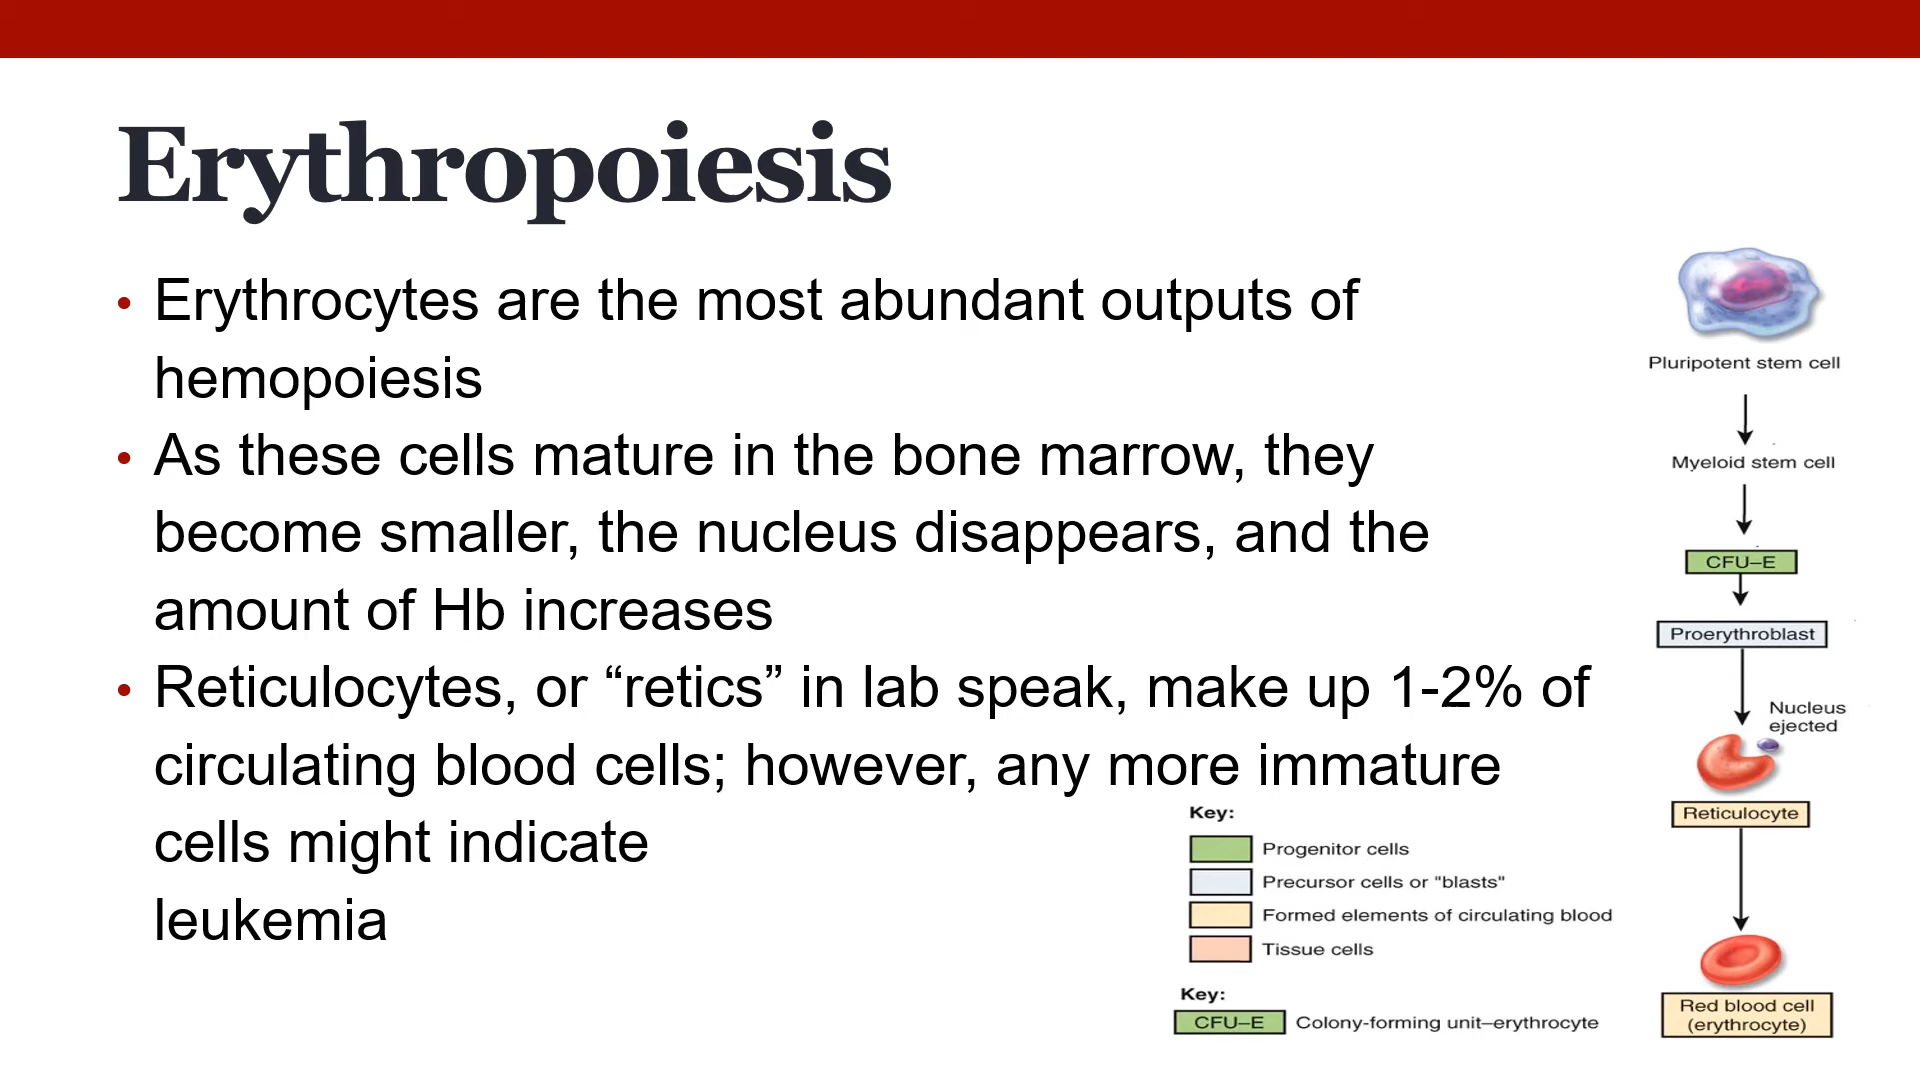 Erythropoiesis
• Erythrocytes are the most abundant outputs of
hemopoiesis
• As these cells mature in the bone marrow, they
become smaller, the nucleus disappears, and the
amount of Hb increases
• Reticulocytes, or “retics” in lab speak, make up 1-2% of
circulating blood cells; however, any more immature
cells might indicate
leukemia
Pluripotent stem cell
Myeloid stem cell
CFU–E
Proerythroblast
Nucleus
ejected
Reticulocyte
Red blood cell
(erythrocyte)
Key:
Progenitor cells
Precursor cells or "blasts"
Formed elements of circulating blood
Tissue cells
Key:
CFU–E Colony-forming unit–erythrocyte